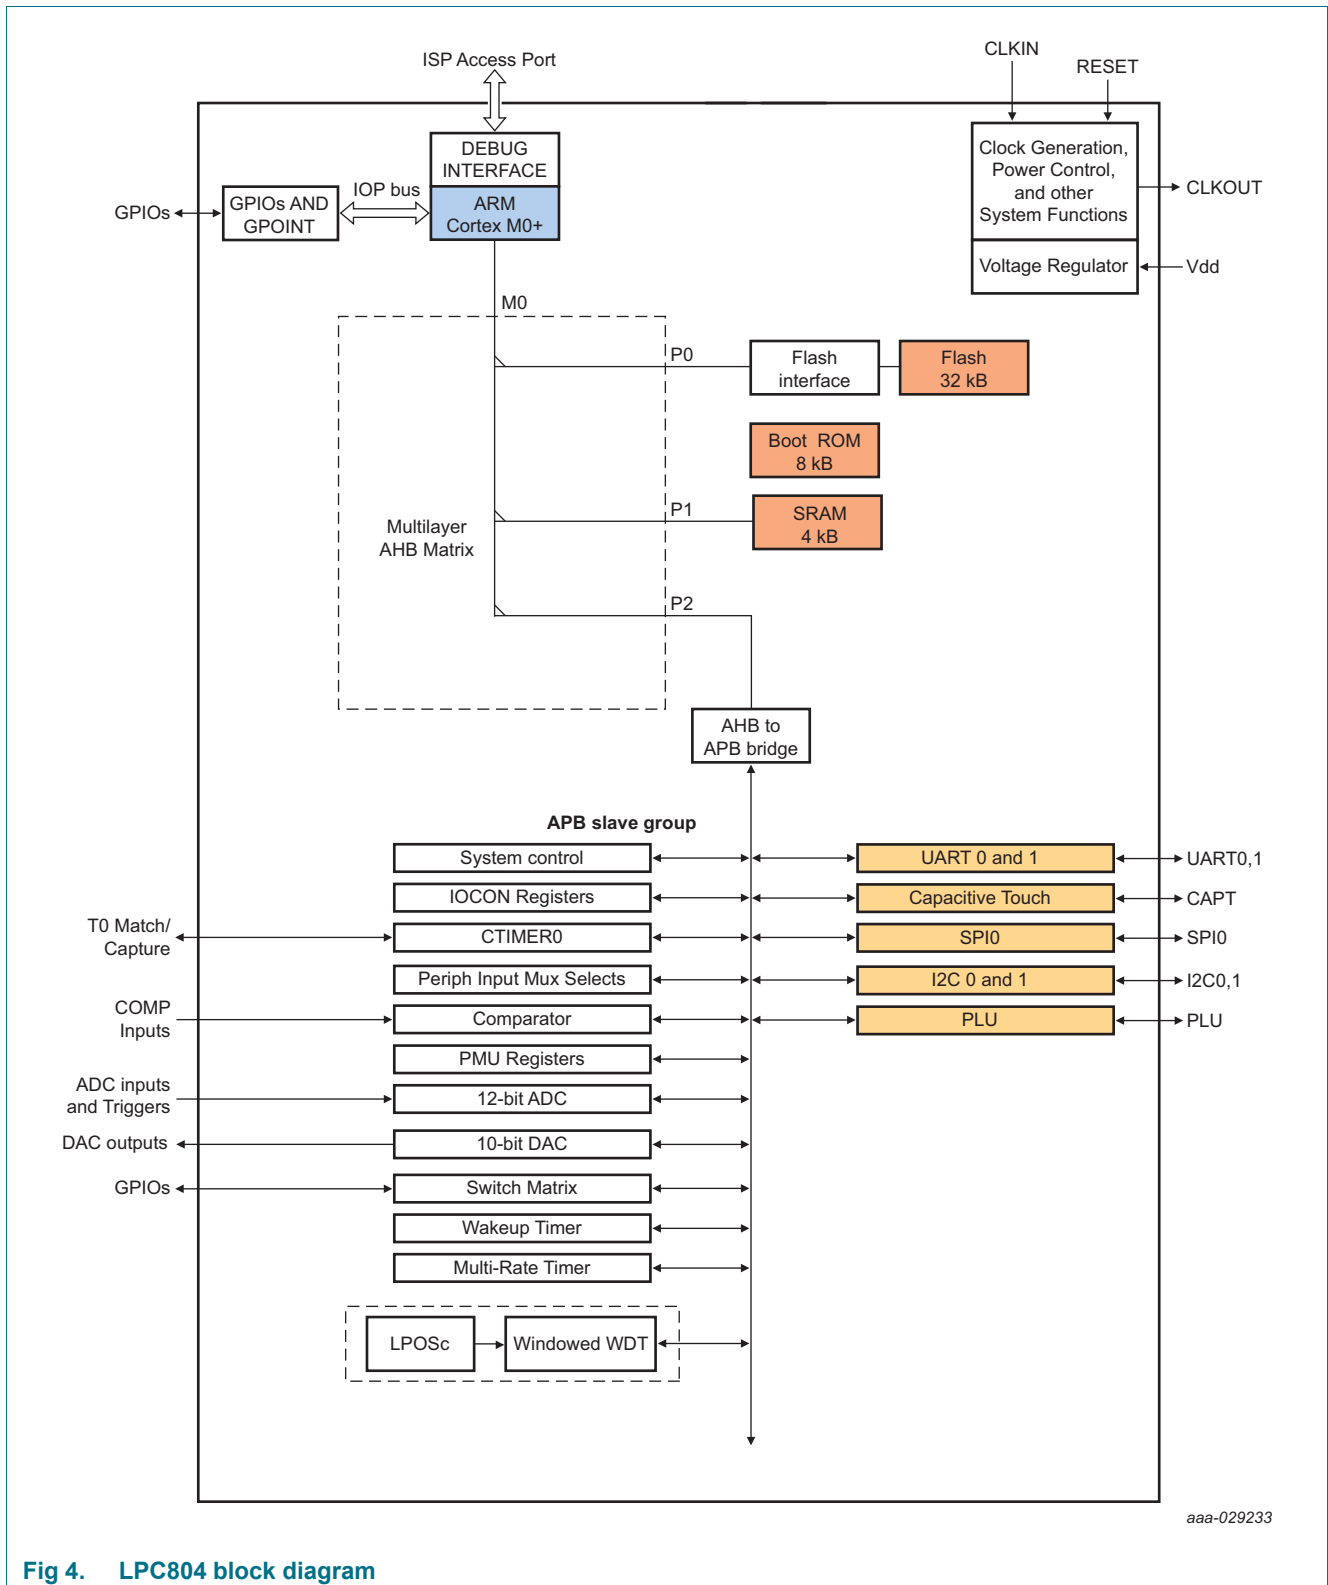 ISP Access Port
CLKIN
RESET
DEBUG
INTERFACE
ARM
Cortex M0+
IOP bus
GPIOs
GPIOs AND
GPOINT
Clock Generation,
Power Control,
and other
System Functions
CLKOUT
Voltage Regulator
Vdd
M0
P0
Flash
interface
Flash
32 kB
Boot ROM
8 kB
P1
SRAM
4 kB
Multilayer
AHB Matrix
P2
AHB to
APB bridge
APB slave group
System control
UART 0 and 1
UART0,1
IOCON Registers
Capacitive Touch
CAPT
T0 Match/
Capture
CTIMER0
SPI0
SPI0
Periph Input Mux Selects
I2C 0 and 1
I2C0,1
COMP
Inputs
Comparator
PLU
PLU
PMU Registers
ADC inputs
and Triggers
12-bit ADC
DAC outputs
10-bit DAC
GPIOs
Switch Matrix
Wakeup Timer
Multi-Rate Timer
LPOSc
Windowed WDT
aaa-029233
Fig 4. LPC804 block diagram